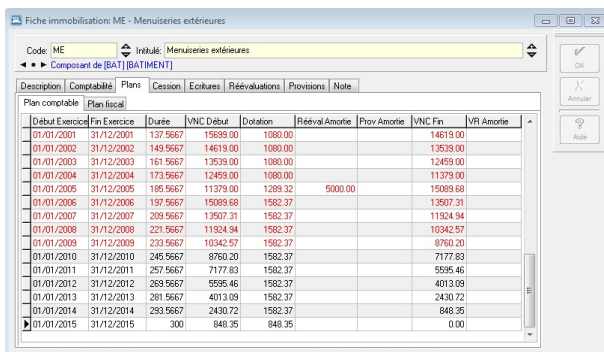 Fiche immobilisation: ME - Menuiseries extérieures
Code: ME Intitulé: Menuiseries extérieures
Composant de [BAT] [BATIMENT]
OK
Annuler
Aide
Description Comptabilité Plans Cession Ecritures Réévaluations Provisions Note
Plan comptable Plan fiscal
Début Exercice Fin Exercice Durée VNC Début Dotation Rééval Amortie Prov Amortie VNC Fin VR Amortie
01/01/2001 31/12/2001 137.5667 15699.00 1080.00 14619.00
01/01/2002 31/12/2002 149.5667 14619.00 1080.00 13539.00
01/01/2003 31/12/2003 161.5667 13539.00 1080.00 12459.00
01/01/2004 31/12/2004 173.5667 12459.00 1080.00 11379.00
01/01/2005 31/12/2005 185.5667 11379.00 1289.32 5000.00 15089.68
01/01/2006 31/12/2006 197.5667 15089.68 1582.37 13507.31
01/01/2007 31/12/2007 209.5667 13507.31 1582.37 11924.94
01/01/2008 31/12/2008 221.5667 11924.94 1582.37 10342.57
01/01/2009 31/12/2009 233.5667 10342.57 1582.37 8760.20
01/01/2010 31/12/2010 245.5667 8760.20 1582.37 7177.83
01/01/2011 31/12/2011 257.5667 7177.83 1582.37 5595.46
01/01/2012 31/12/2012 269.5667 5595.46 1582.37 4013.09
01/01/2013 31/12/2013 281.5667 4013.09 1582.37 2430.72
01/01/2014 31/12/2014 293.5667 2430.72 1582.37 848.35
01/01/2015 31/12/2015 300 848.35 848.35 0.00